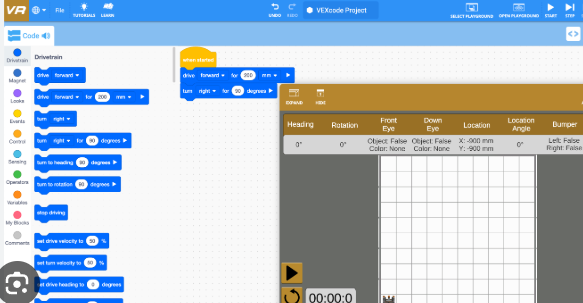 VR File TUTORIALS LEARN UNDO REDO VEXcode Project SELECT PLAYGROUND OPEN PLAYGROUND START STEP
Code
Drivetrain
Magnet
Looks
Events
Control
Sensing
Operators
Variables
My Blocks
Comments
Drivetrain
drive forward
drive forward for 200 mm
turn right
turn right for 90 degrees
turn to heading 90 degrees
turn to rotation 90 degrees
stop driving
set drive velocity to 50 %
set turn velocity to 50 %
set drive heading to 0 degrees
when started
drive forward for 200 mm
turn right for 90 degrees
EXPAND HIDE
Heading Rotation Front Eye Down Eye Location Location Angle Bumper
0° 0° Object: False Object: False X: -900 mm 0° Left: False
Color: None Color: None Y: -900 mm Right: False
00:00:0